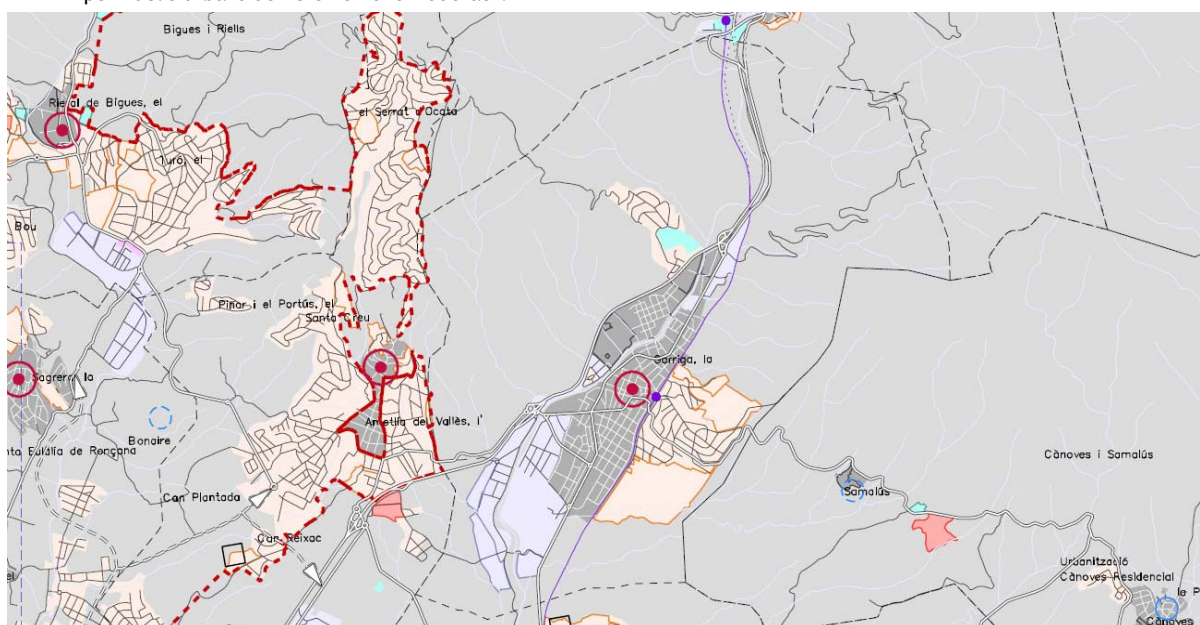 Bigues i Riells
Rieral de Bigues, el
el Serrat d'Ocata
Turó, el
Bou
Pinar i el Portús, el
Santa Creu
Garriga, la
Sagrera, la
Ametlla del Vallès, l'
Bonaire
Eulàlia de Ronçana
Cànoves i Samalús
Can Plantada
Samalús
Can Reixac
Urbanització
Cànoves Residencial
Cànoves